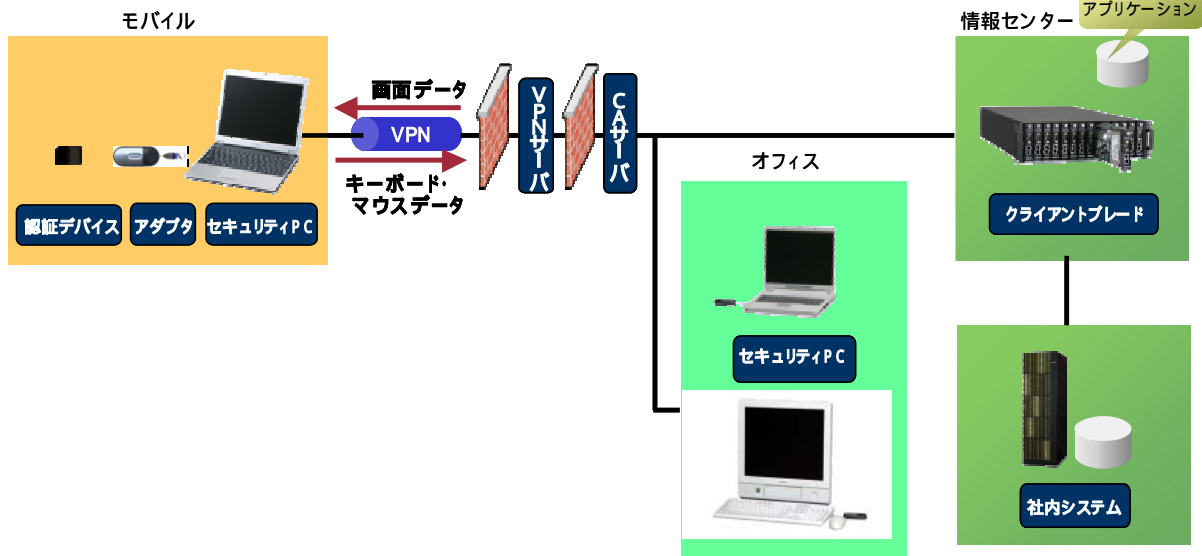 モバイル
情報センター
アプリケーション
画面データ
VPN
キーボード・
マウスデータ
VPNサーバ
CAサーバ
オフィス
認証デバイス
アダプタ
セキュリティPC
クライアントブレード
セキュリティPC
社内システム